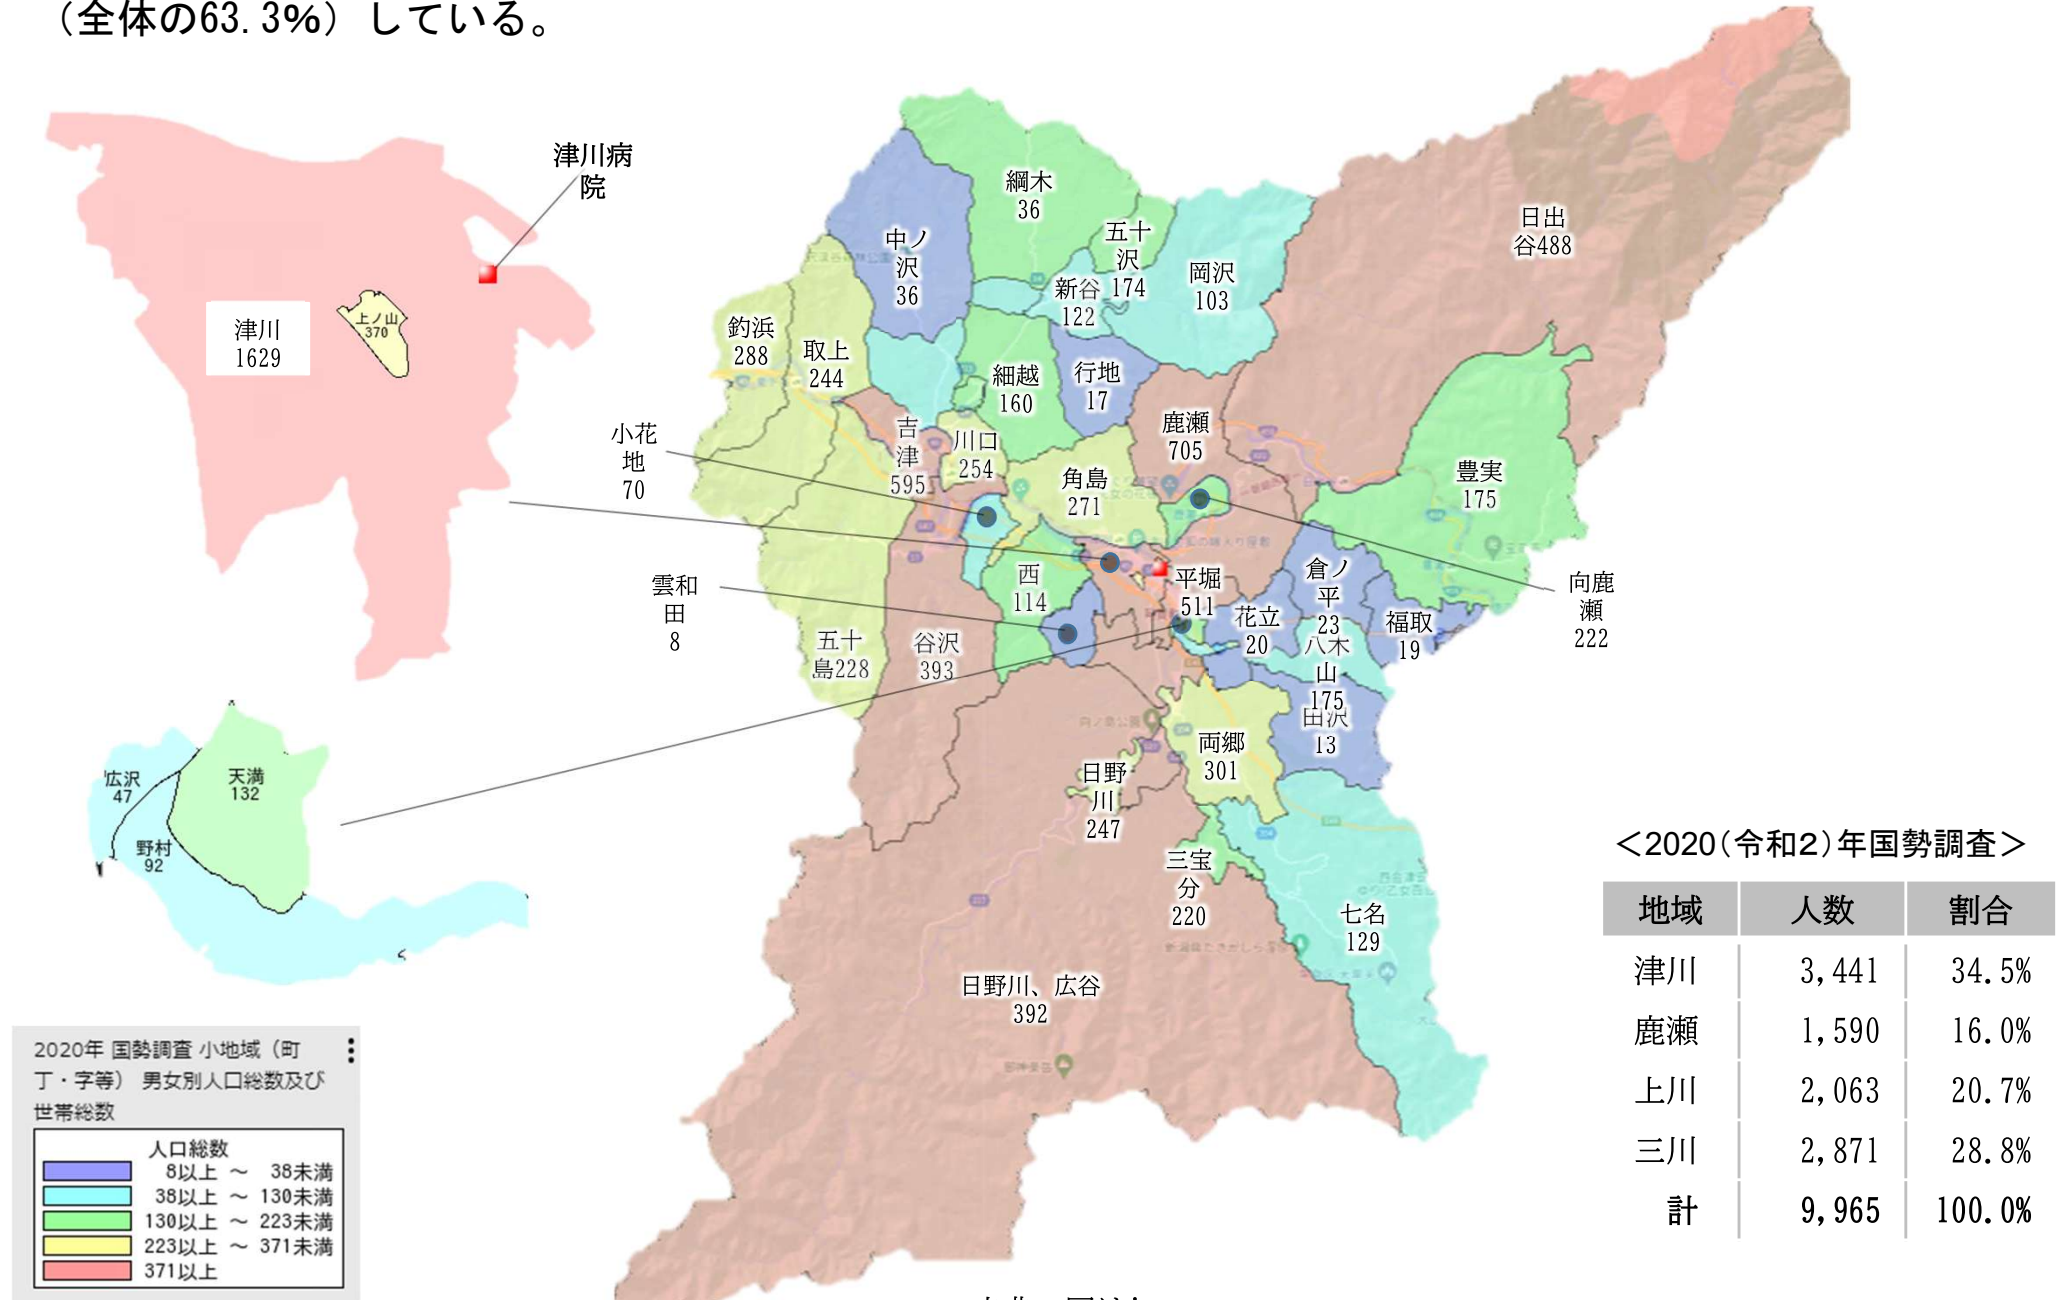 （全体の63.3%）している。
津川病
院
津川
1629
上ノ山
370
綱木
36
中ノ
沢
36
五十
沢
174
新谷
122
岡沢
103
日出
谷488
釣浜
288
取上
244
細越
160
行地
17
鹿瀬
705
吉
津
595
川口
254
角島
271
豊実
175
小花
地
70
西
114
平堀
511
倉ノ
平
23
花立
20
福取
19
向鹿
瀬
222
雲和
田
8
五十
島228
谷沢
393
八木
山
175
田沢
13
両郷
301
日野
川
247
三宝
分
220
七名
129
日野川、広谷
392
広沢
47
天満
132
野村
92
＜2020（令和2）年国勢調査＞
地域 人数 割合
津川 3,441 34.5%
鹿瀬 1,590 16.0%
上川 2,063 20.7%
三川 2,871 28.8%
計 9,965 100.0%
2020年 国勢調査 小地域（町
丁・字等） 男女別人口総数及び
世帯総数
人口総数
8以上 ～ 38未満
38以上 ～ 130未満
130以上 ～ 223未満
223以上 ～ 371未満
371以上